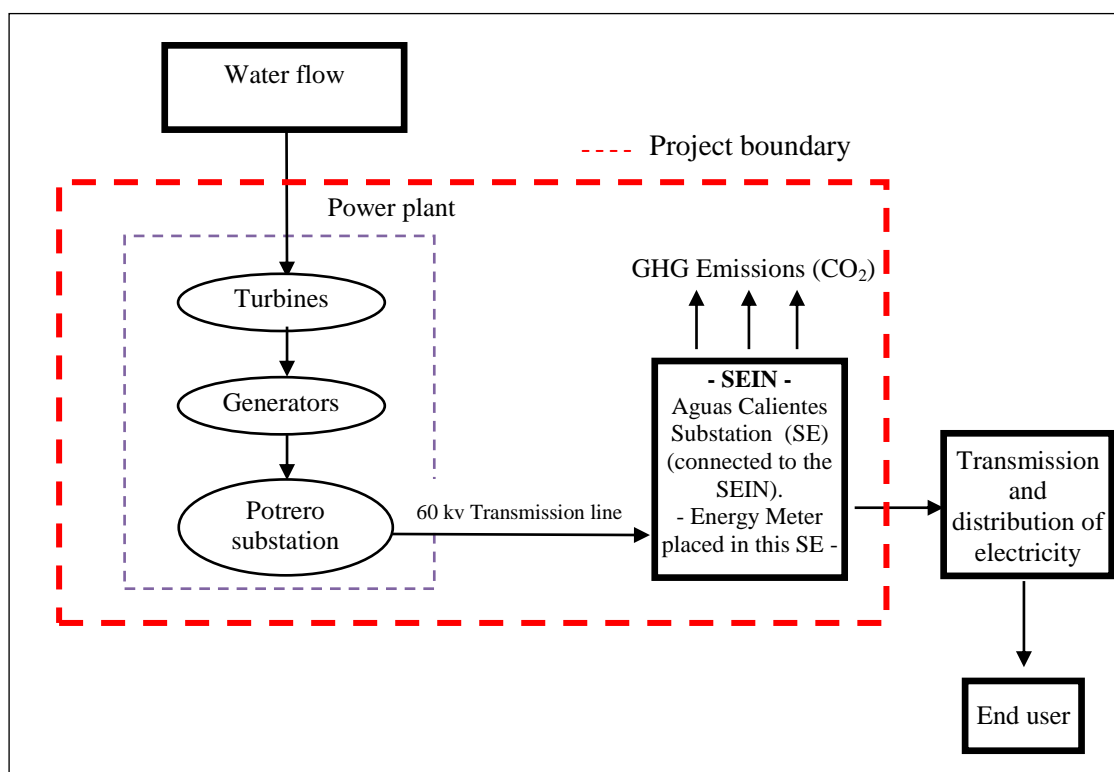 Water flow
Project boundary
Power plant
Turbines
Generators
Potrero
substation
60 kv Transmission line
GHG Emissions (CO₂)
- SEIN -
Aguas Calientes
Substation (SE)
(connected to the
SEIN).
- Energy Meter
placed in this SE -
Transmission
and
distribution of
electricity
End user